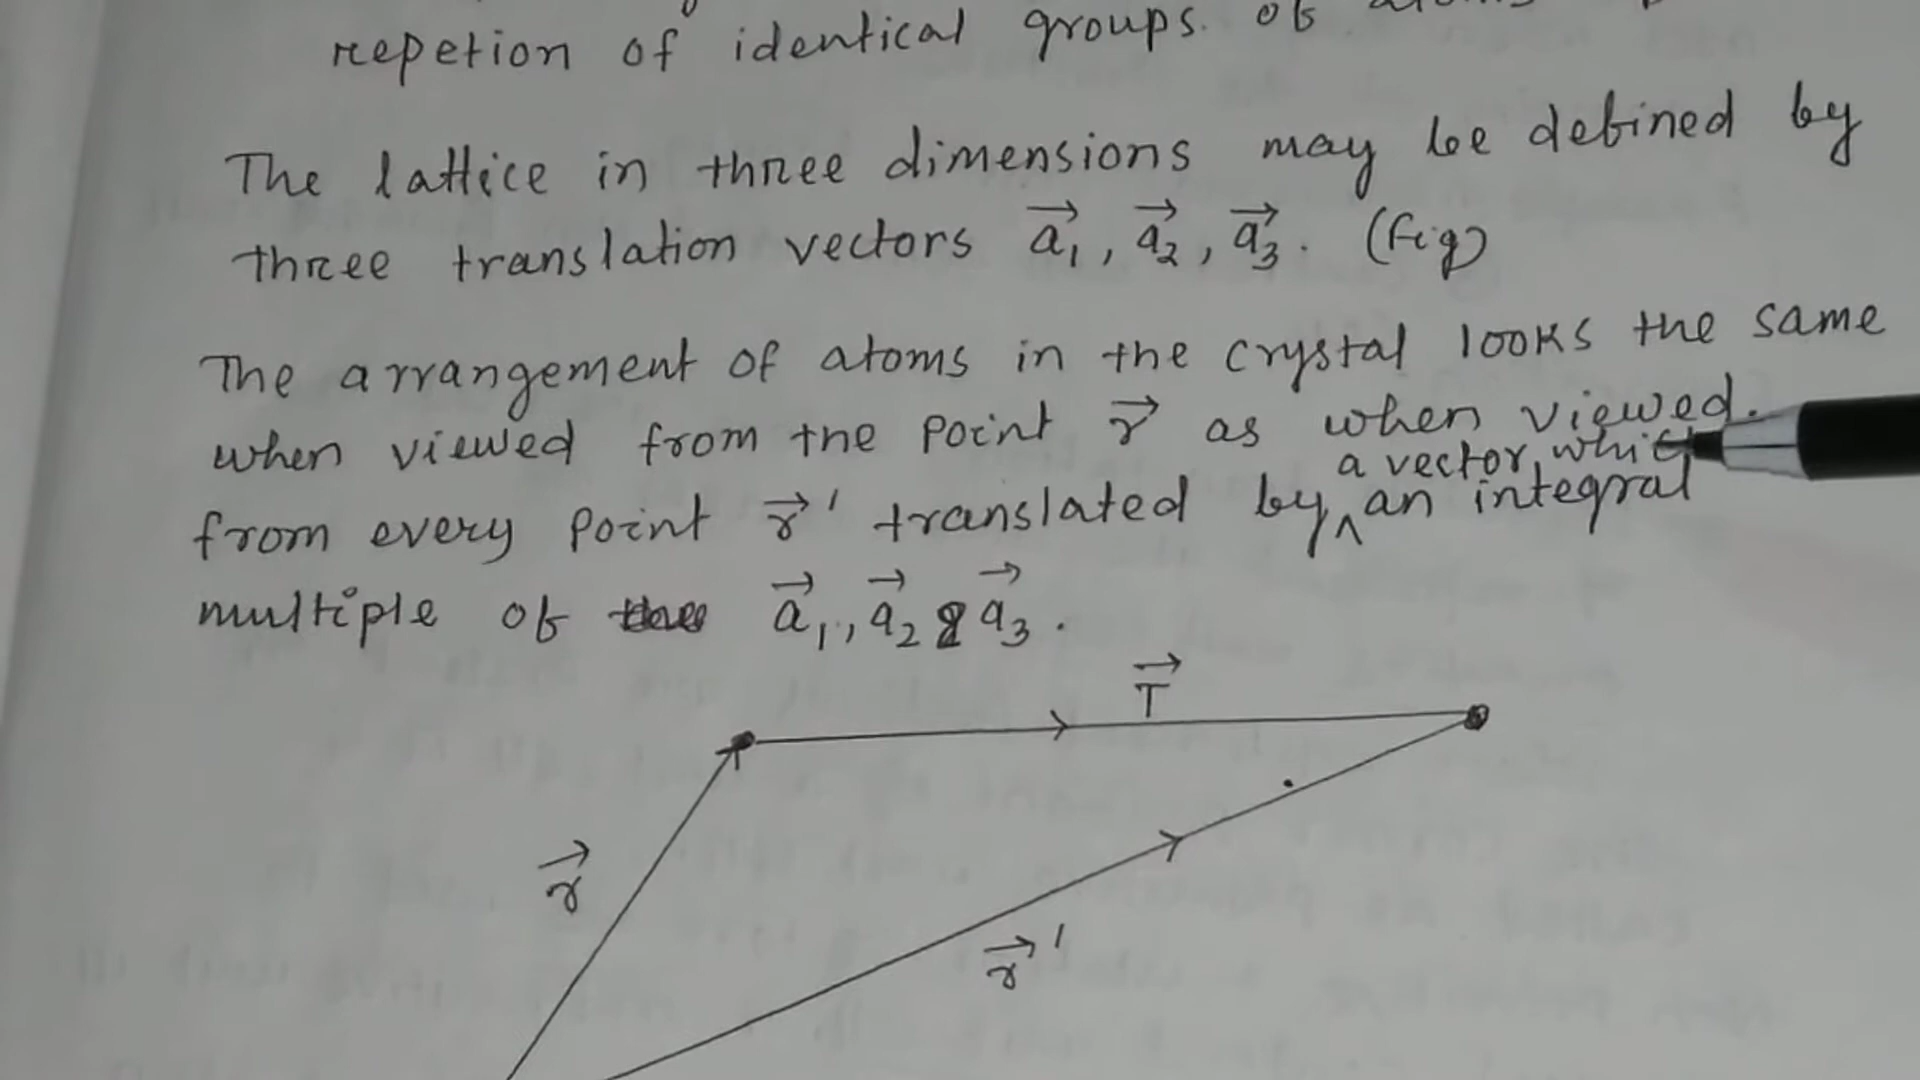 repetion of identical groups. of atoms
The lattice in three dimensions may be defined by
three translation vectors a⃗₁, a⃗₂, a⃗₃. (fig)
The arrangement of atoms in the crystal looks the same
when viewed from the point r⃗ as when viewed.
a vector, which
from every point r⃗' translated by ^ an integral
multiple of a⃗₁, a⃗₂ & a⃗₃.
T⃗
r⃗
r⃗'